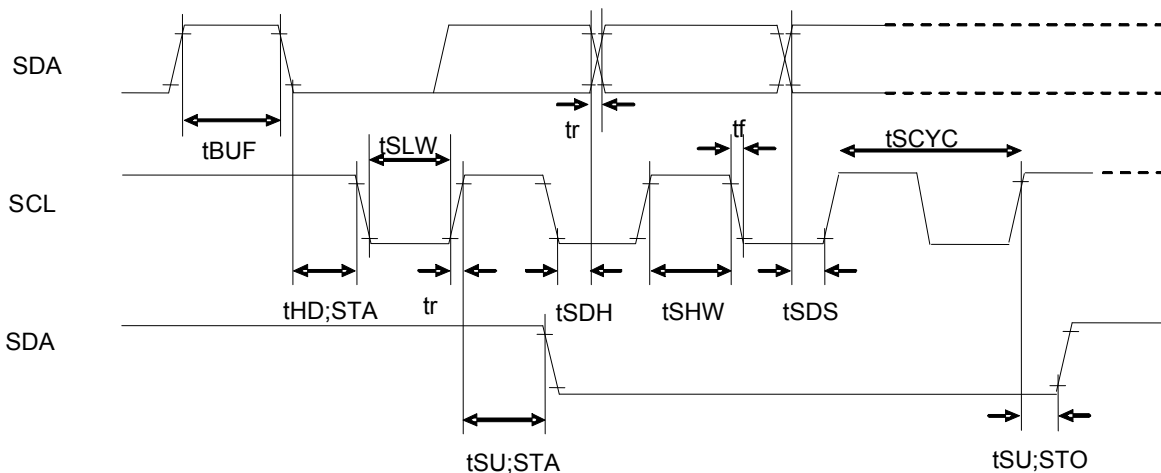 SDA
tr
tf
tBUF
tSLW
tSCYC
SCL
tHD;STA
tr
tSDH
tSHW
tSDS
SDA
tSU;STA
tSU;STO